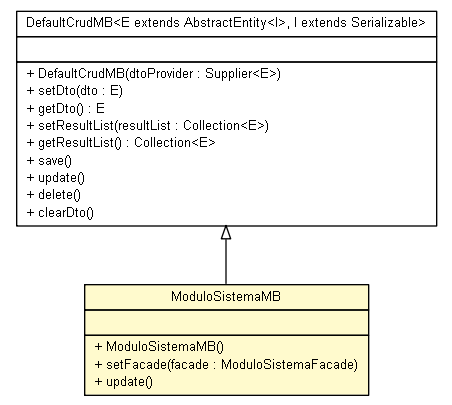 DefaultCrudMB<E extends AbstractEntity<I>, I extends Serializable>
+ DefaultCrudMB(dtoProvider : Supplier<E>)
+ setDto(dto : E)
+ getDto() : E
+ setResultList(resultList : Collection<E>)
+ getResultList() : Collection<E>
+ save()
+ update()
+ delete()
+ clearDto()
ModuloSistemaMB
+ ModuloSistemaMB()
+ setFacade(facade : ModuloSistemaFacade)
+ update()